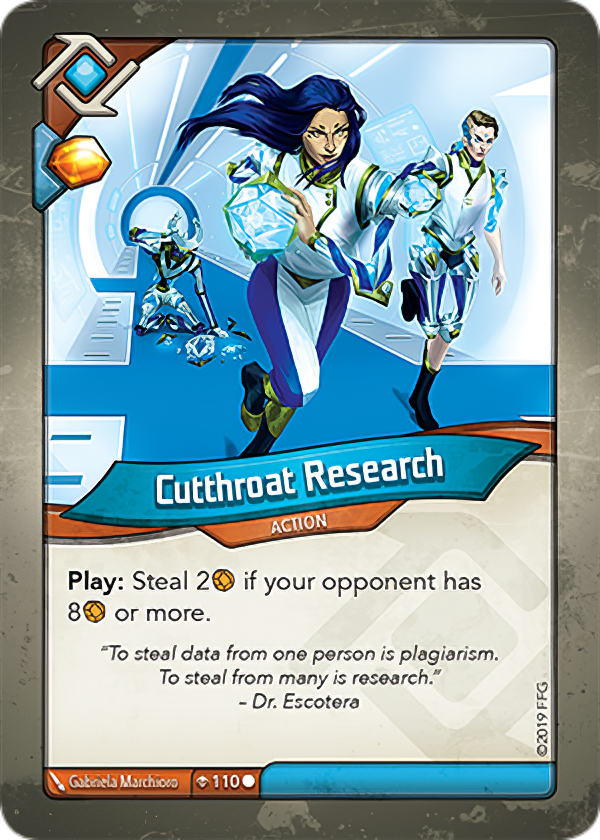 Cutthroat Research
ACTION
Play: Steal 2 if your opponent has
8 or more.
"To steal data from one person is plagiarism.
To steal from many is research."
– Dr. Escotera
©2019 FFG
Gabriela Marchioro
110